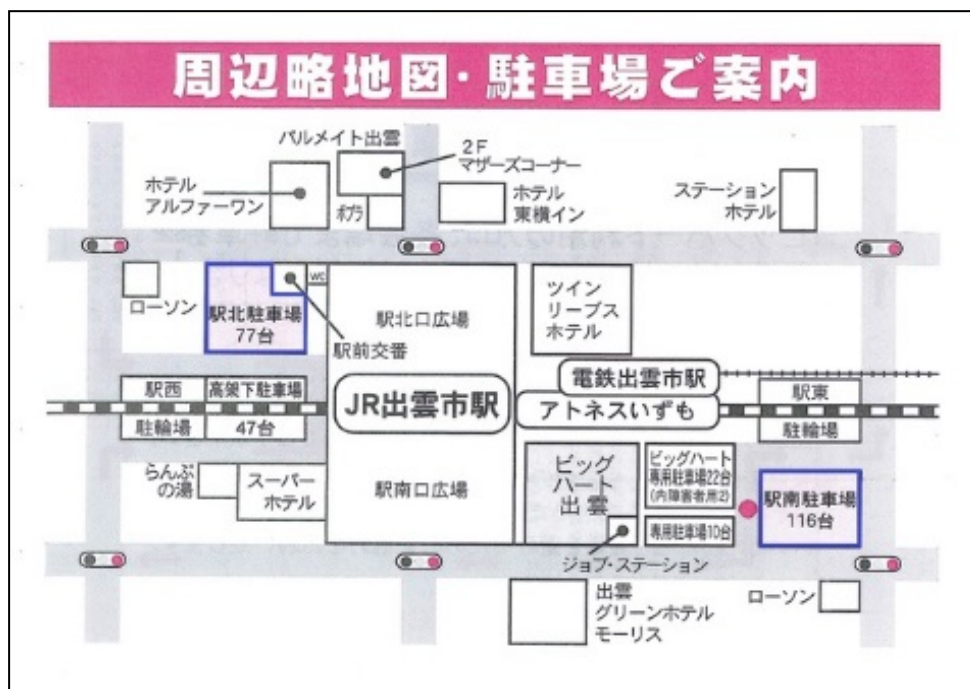 周辺略地図・駐車場ご案内
パルメイト出雲
2F
マザーズコーナー
ホテル
アルファーワン
ポプラ
ホテル
東横イン
ステーション
ホテル
ローソン
WC
駅北駐車場
77台
駅前交番
駅北口広場
ツイン
リーブス
ホテル
電鉄出雲市駅
アトネスいずも
JR出雲市駅
駅西
駐輪場
高架下駐車場
47台
駅東
駐輪場
らんぷ
の湯
スーパー
ホテル
駅南口広場
ビッグ
ハート
出雲
ビッグハート
専用駐車場22台
(内障害者用2)
専用駐車場10台
駅南駐車場
116台
ジョブ・ステーション
出雲
グリーンホテル
モーリス
ローソン